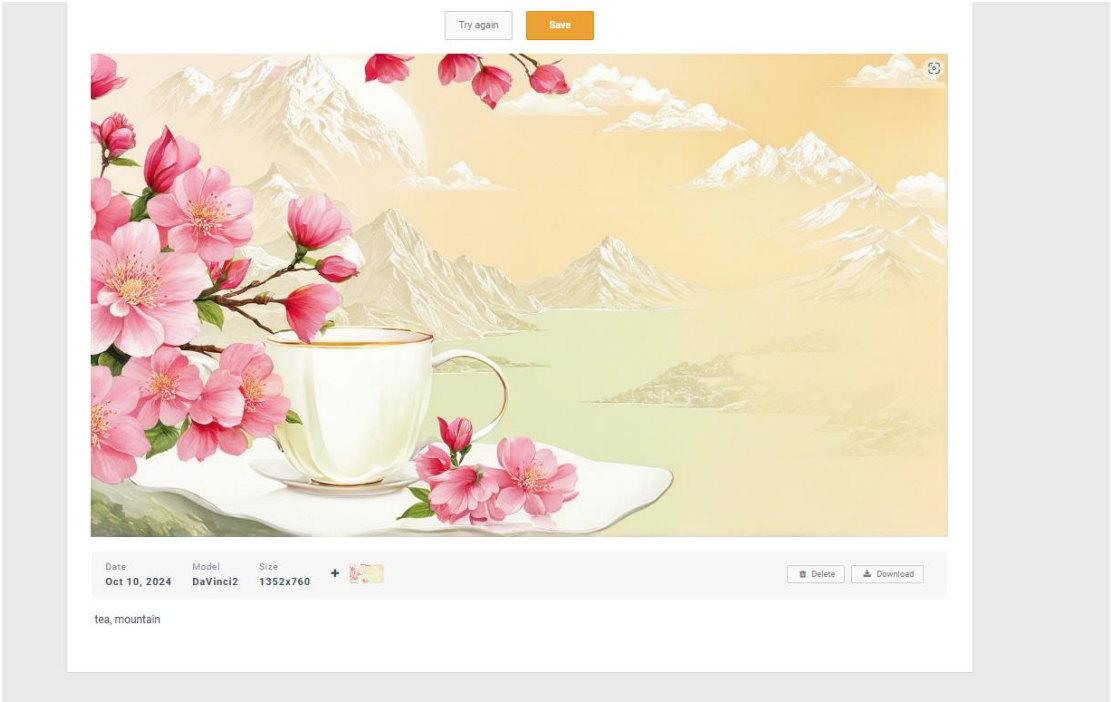 Try again
Save
Date
Model
Size
Oct 10, 2024
DaVinci2
1352x760
Delete
Download
tea, mountain